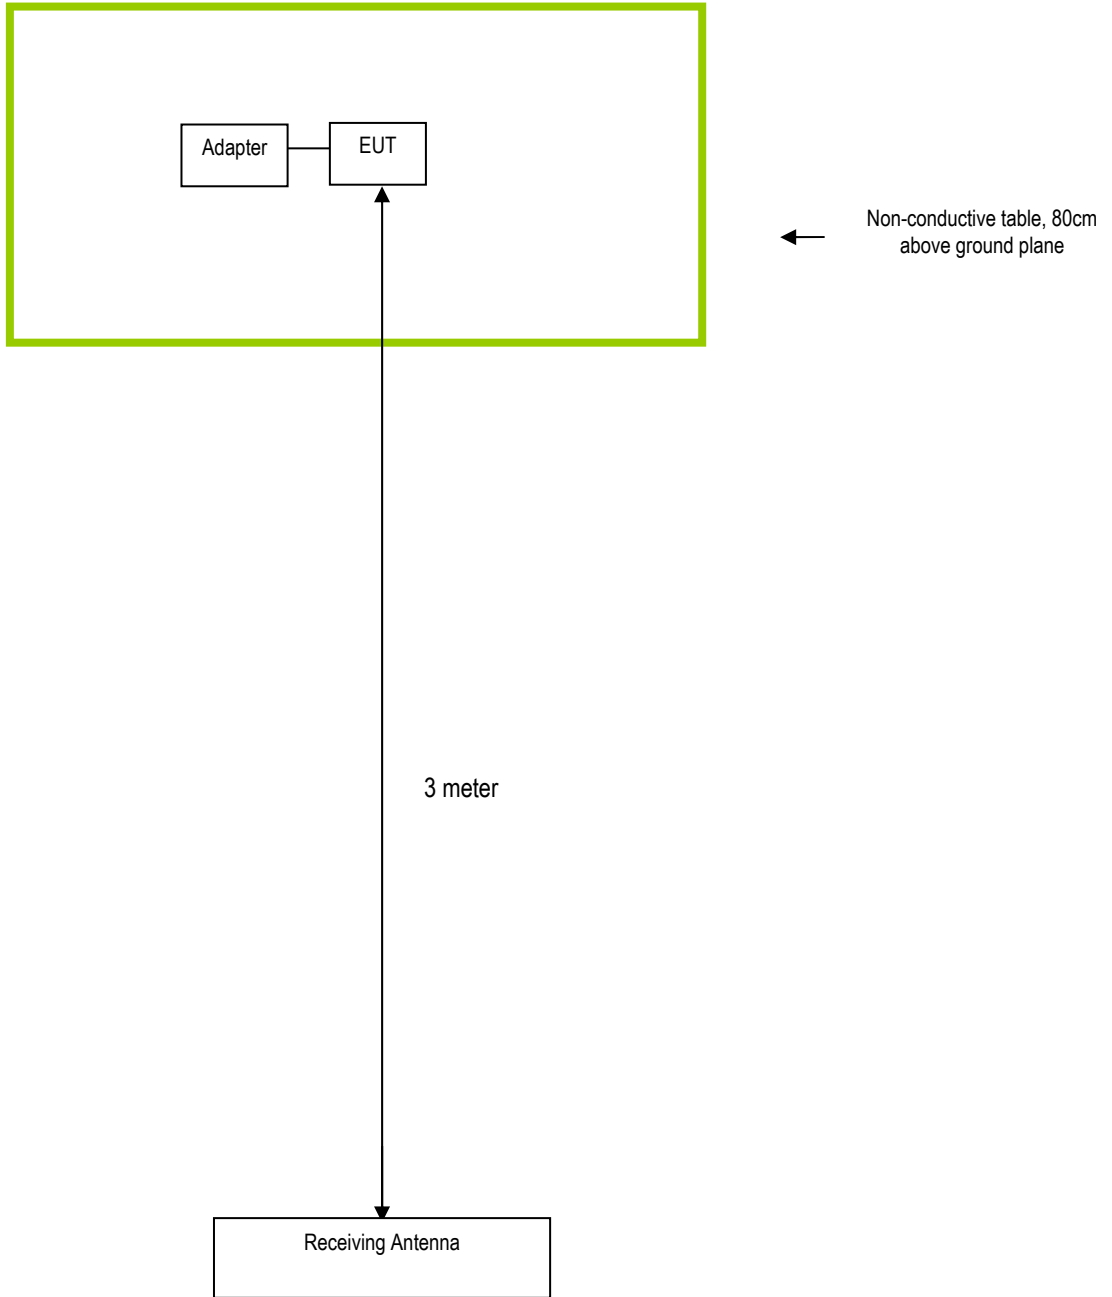 Adapter
EUT
Non-conductive table, 80cm
above ground plane
3 meter
Receiving Antenna